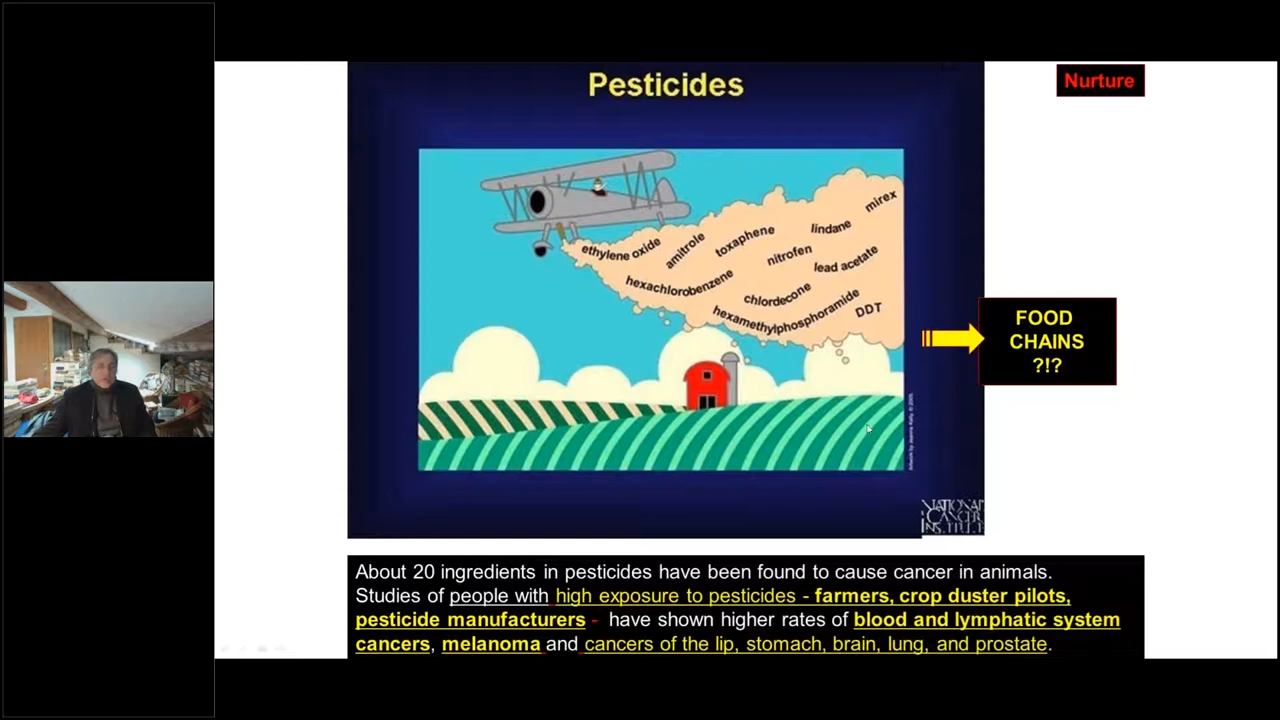 Pesticides
Nurture
mirex
lindane
toxaphene
amitrole
ethylene oxide
nitrofen
lead acetate
hexachlorobenzene
chlordecone
hexamethylphosphoramide
DDT
FOOD
CHAINS
?!?
NATIONAL
CANCER
INSTITUTE
About 20 ingredients in pesticides have been found to cause cancer in animals.
Studies of people with high exposure to pesticides - farmers, crop duster pilots,
pesticide manufacturers - have shown higher rates of blood and lymphatic system
cancers, melanoma and cancers of the lip, stomach, brain, lung, and prostate.